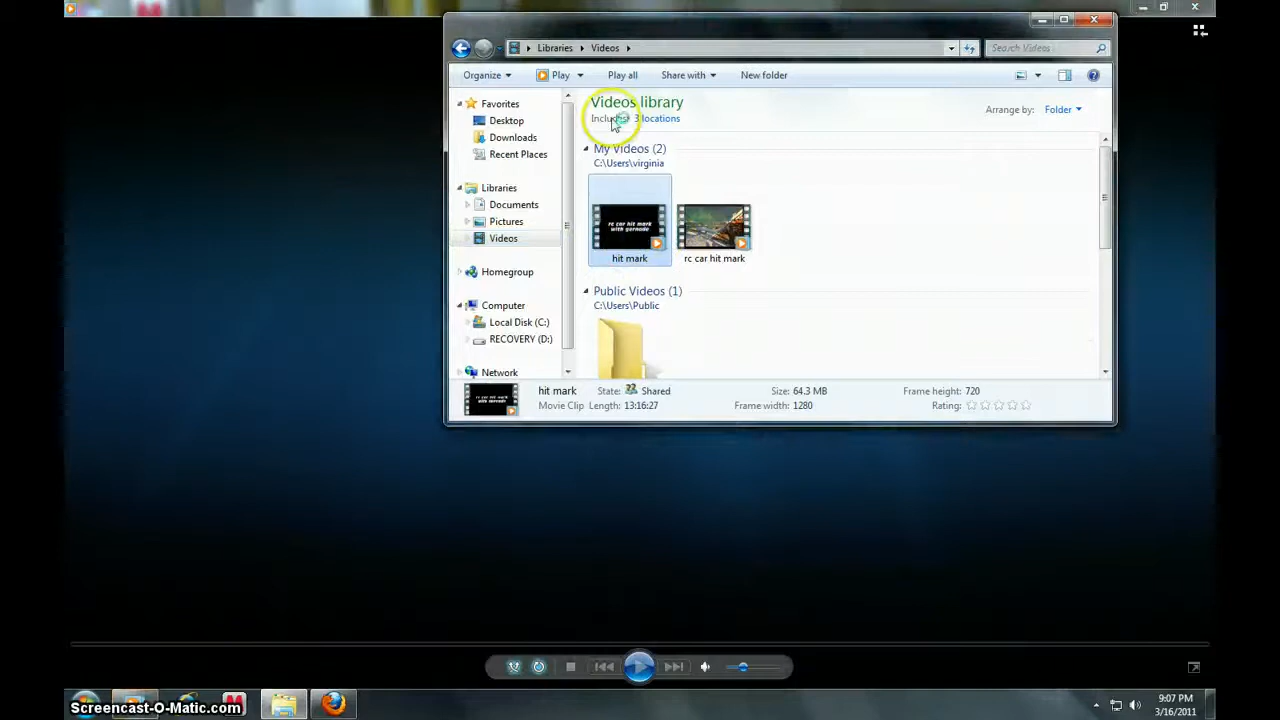 Libraries
Videos
Search Videos
Organize
Play
Play all
Share with
New folder
Favorites
Desktop
Downloads
Recent Places
Libraries
Documents
Pictures
Videos
Homegroup
Computer
Local Disk (C:)
RECOVERY (D:)
Network
Videos library
3 locations
Arrange by: Folder
My Videos (2)
C:\Users\virginia
rc car hit mark
hit mark
rc car hit mark
Public Videos (1)
C:\Users\Public
hit mark
State: Shared
Size: 64.3 MB
Frame height: 720
Movie Clip
Length: 13:16:27
Frame width: 1280
Rating:
Screencast-O-Matic.com
9:07 PM
3/16/2011